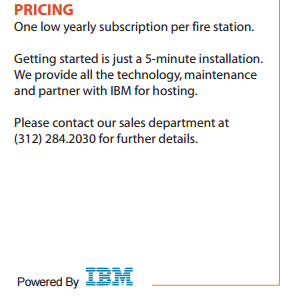 PRICING
One low yearly subscription per fire station.
Getting started is just a 5-minute installation.
We provide all the technology, maintenance
and partner with IBM for hosting.
Please contact our sales department at
(312) 284.2030 for further details.
Powered By IBM